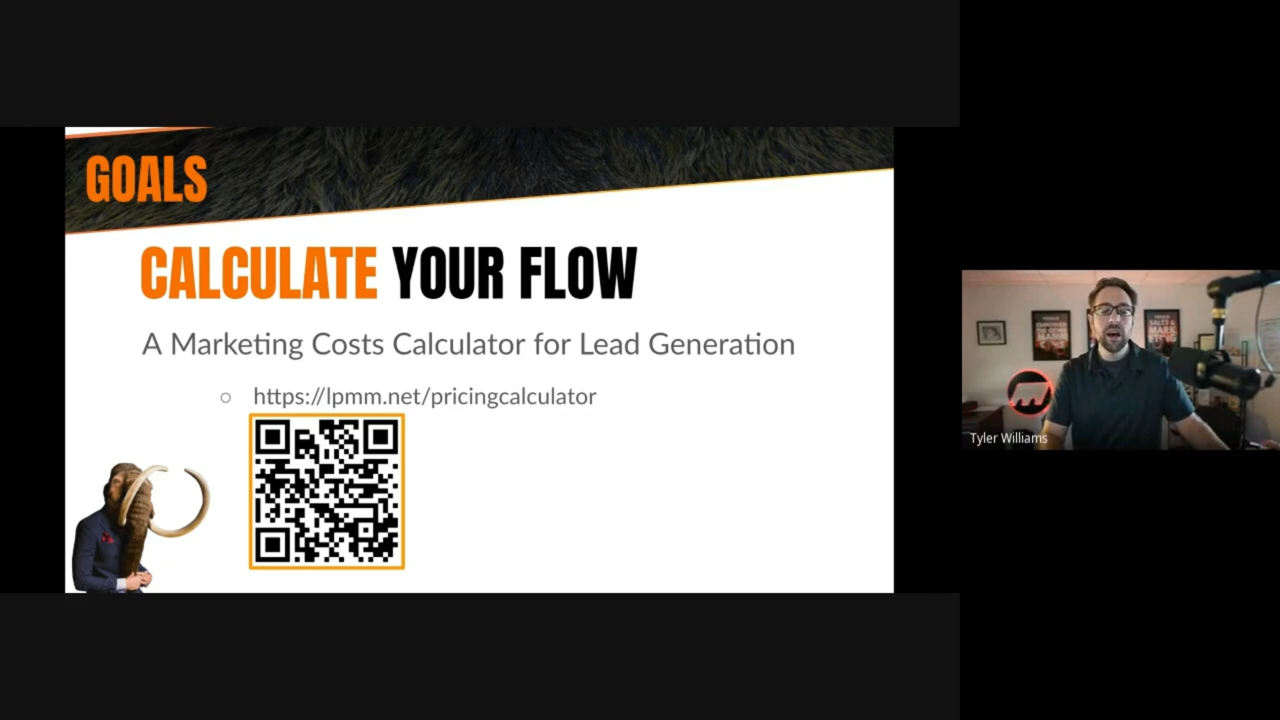 GOALS
CALCULATE YOUR FLOW
A Marketing Costs Calculator for Lead Generation
○ https://lpmm.net/pricingcalculator
Tyler Williams